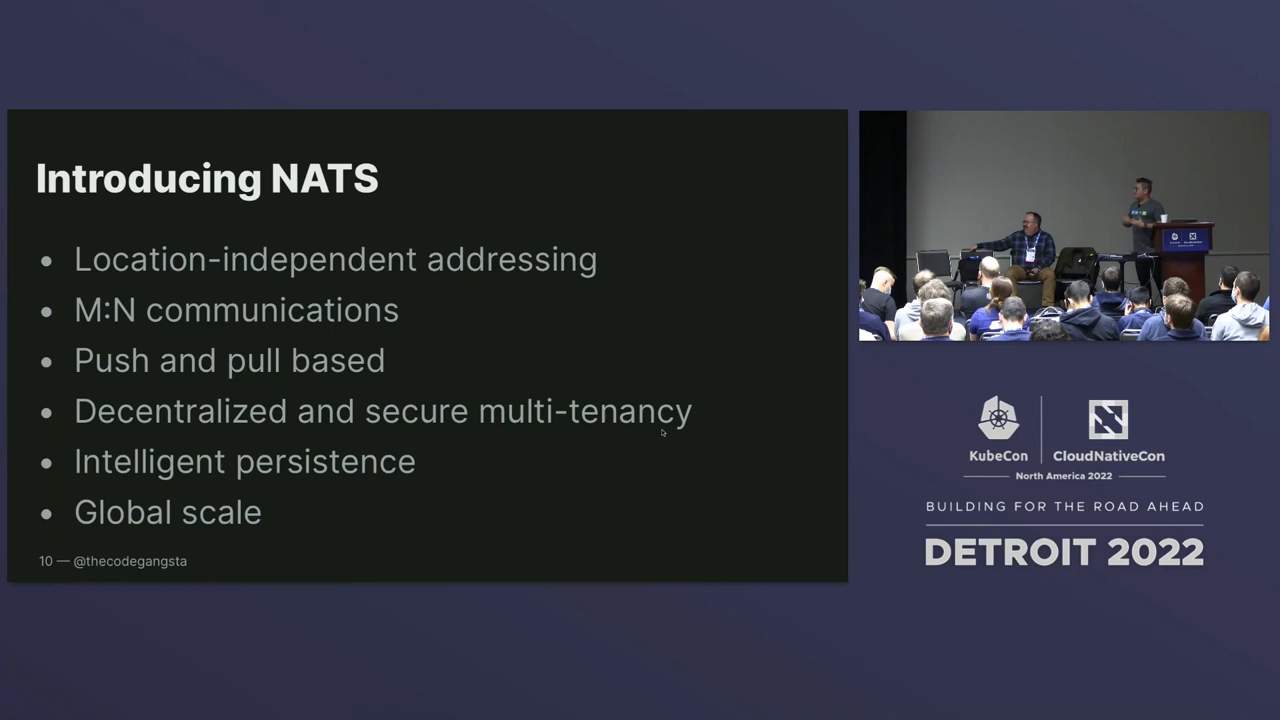 Introducing NATS
• Location-independent addressing
• M:N communications
• Push and pull based
• Decentralized and secure multi-tenancy
• Intelligent persistence
• Global scale
10 — @thecodegangsta
KubeCon
CloudNativeCon
North America 2022
BUILDING FOR THE ROAD AHEAD
DETROIT 2022